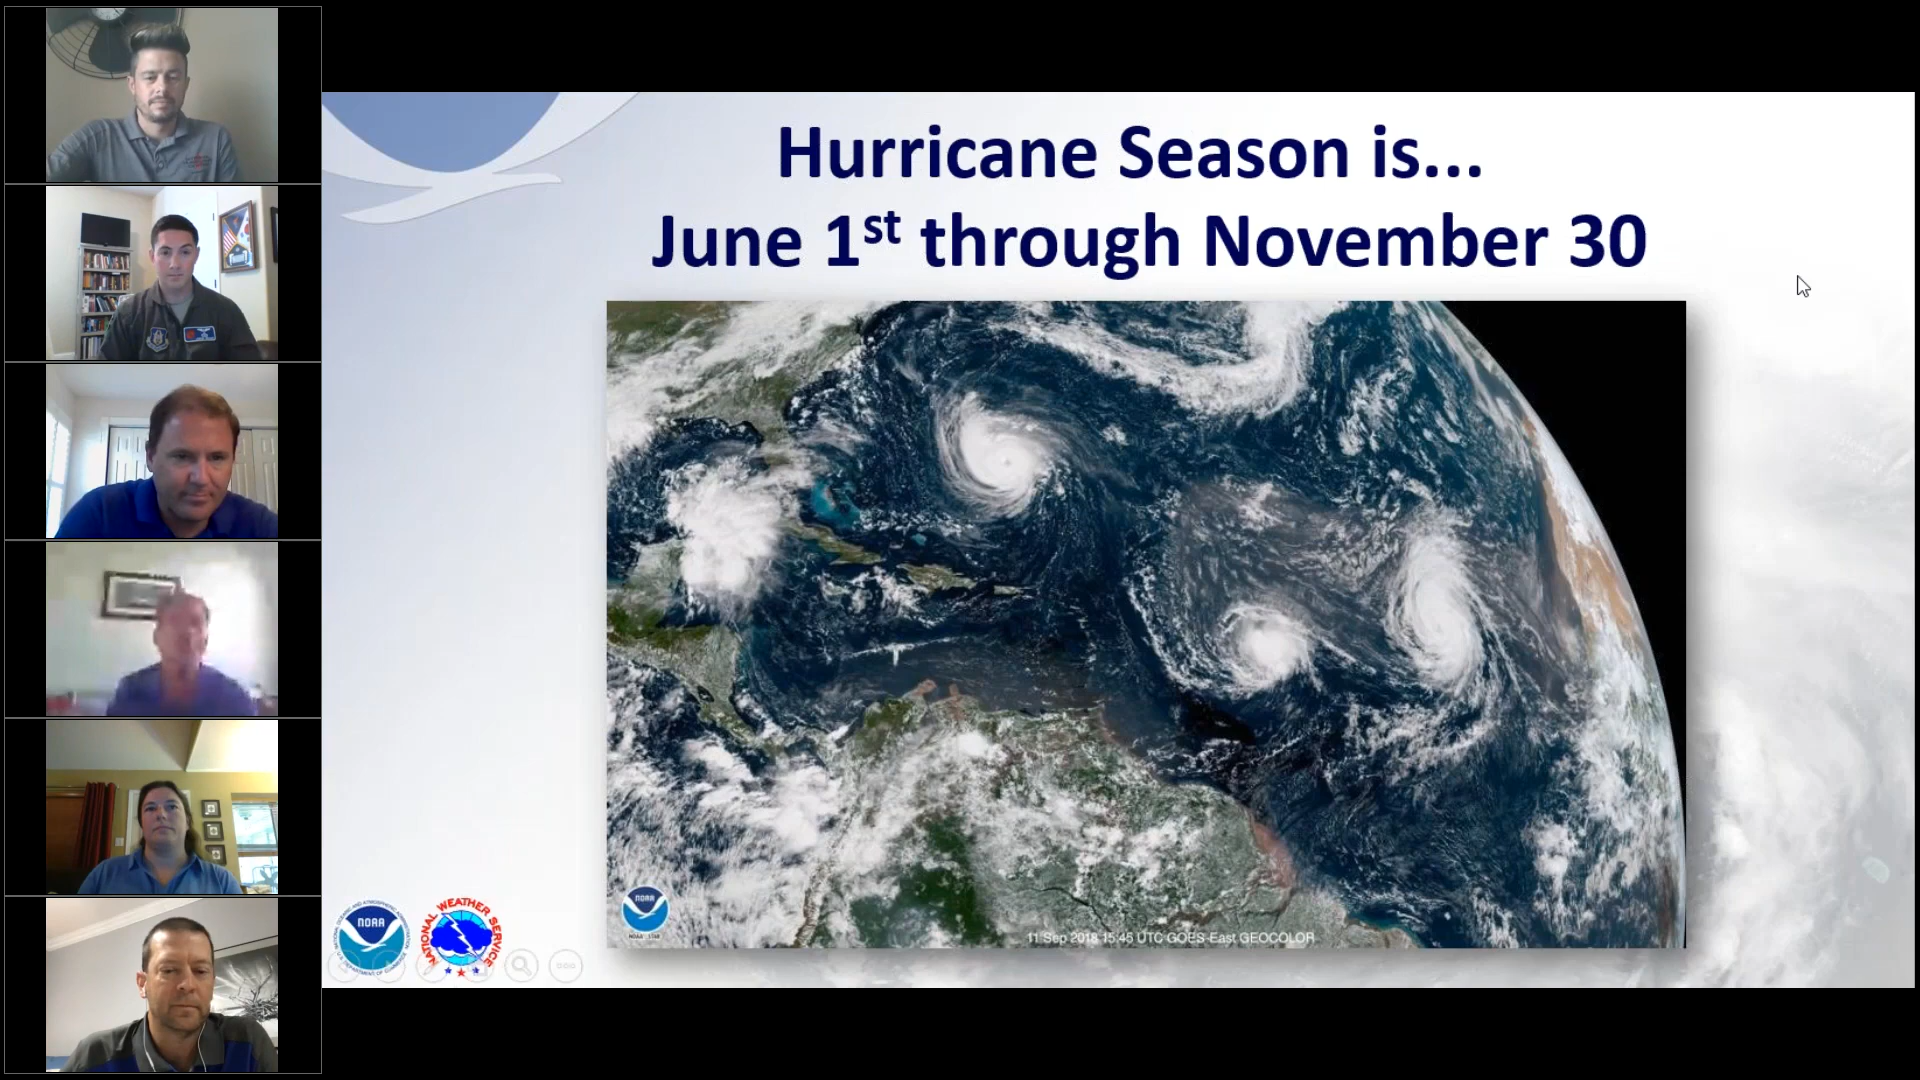 Hurricane Season is...
June 1st through November 30
NOAA
11 Sep 2018 15:45 UTC GOES-East GEOCOLOR
NOAA
NATIONAL WEATHER SERVICE